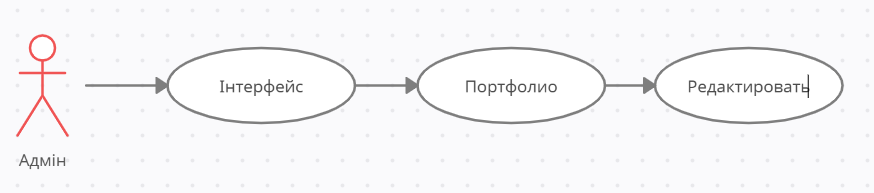 Інтерфейс
Портфолио
Редактировать
Адмін